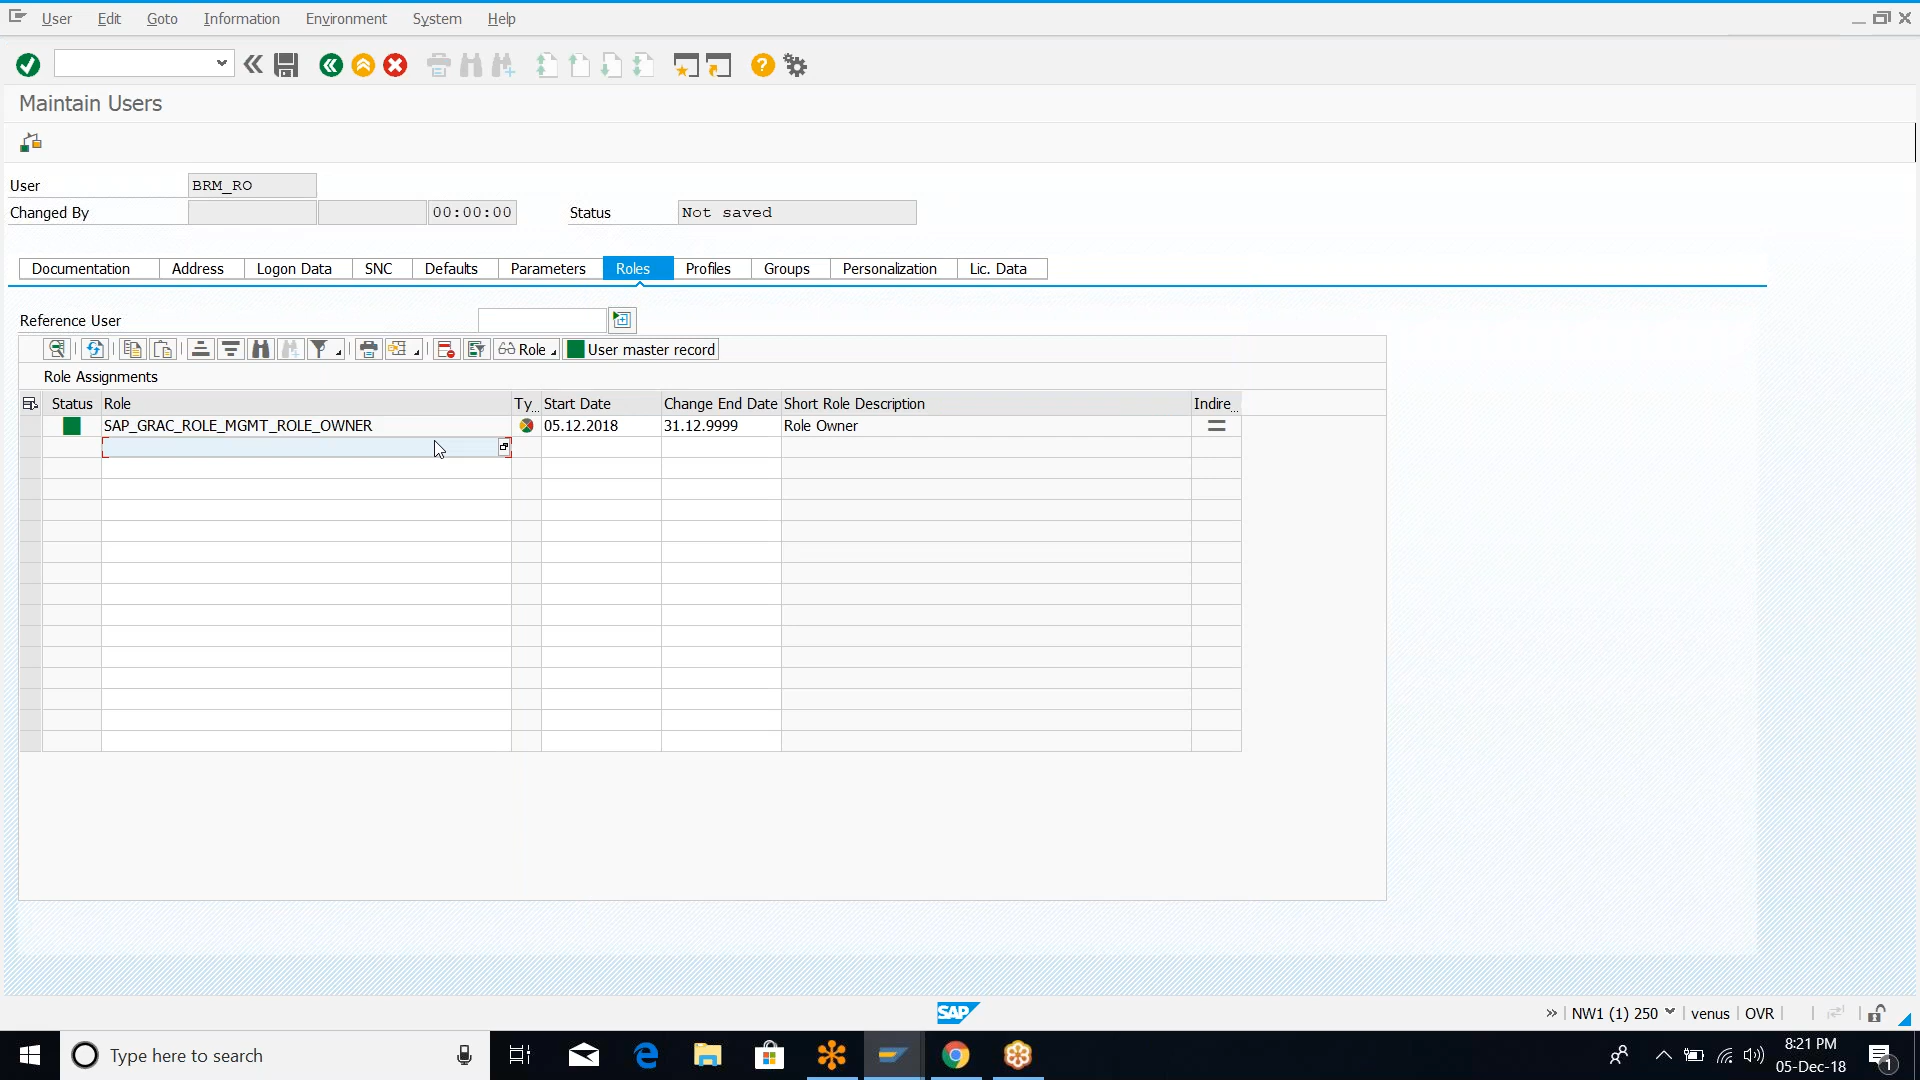 User Edit Goto Information Environment System Help
Maintain Users
User BRM_RO
Changed By 00:00:00 Status Not saved
Documentation Address Logon Data SNC Defaults Parameters Roles Profiles Groups Personalization Lic. Data
Reference User
Role User master record
Role Assignments
Status Role Ty... Start Date Change End Date Short Role Description Indire...
SAP_GRAC_ROLE_MGMT_ROLE_OWNER 05.12.2018 31.12.9999 Role Owner
SAP » NW1 (1) 250 venus OVR
Type here to search
8:21 PM
05-Dec-18
1